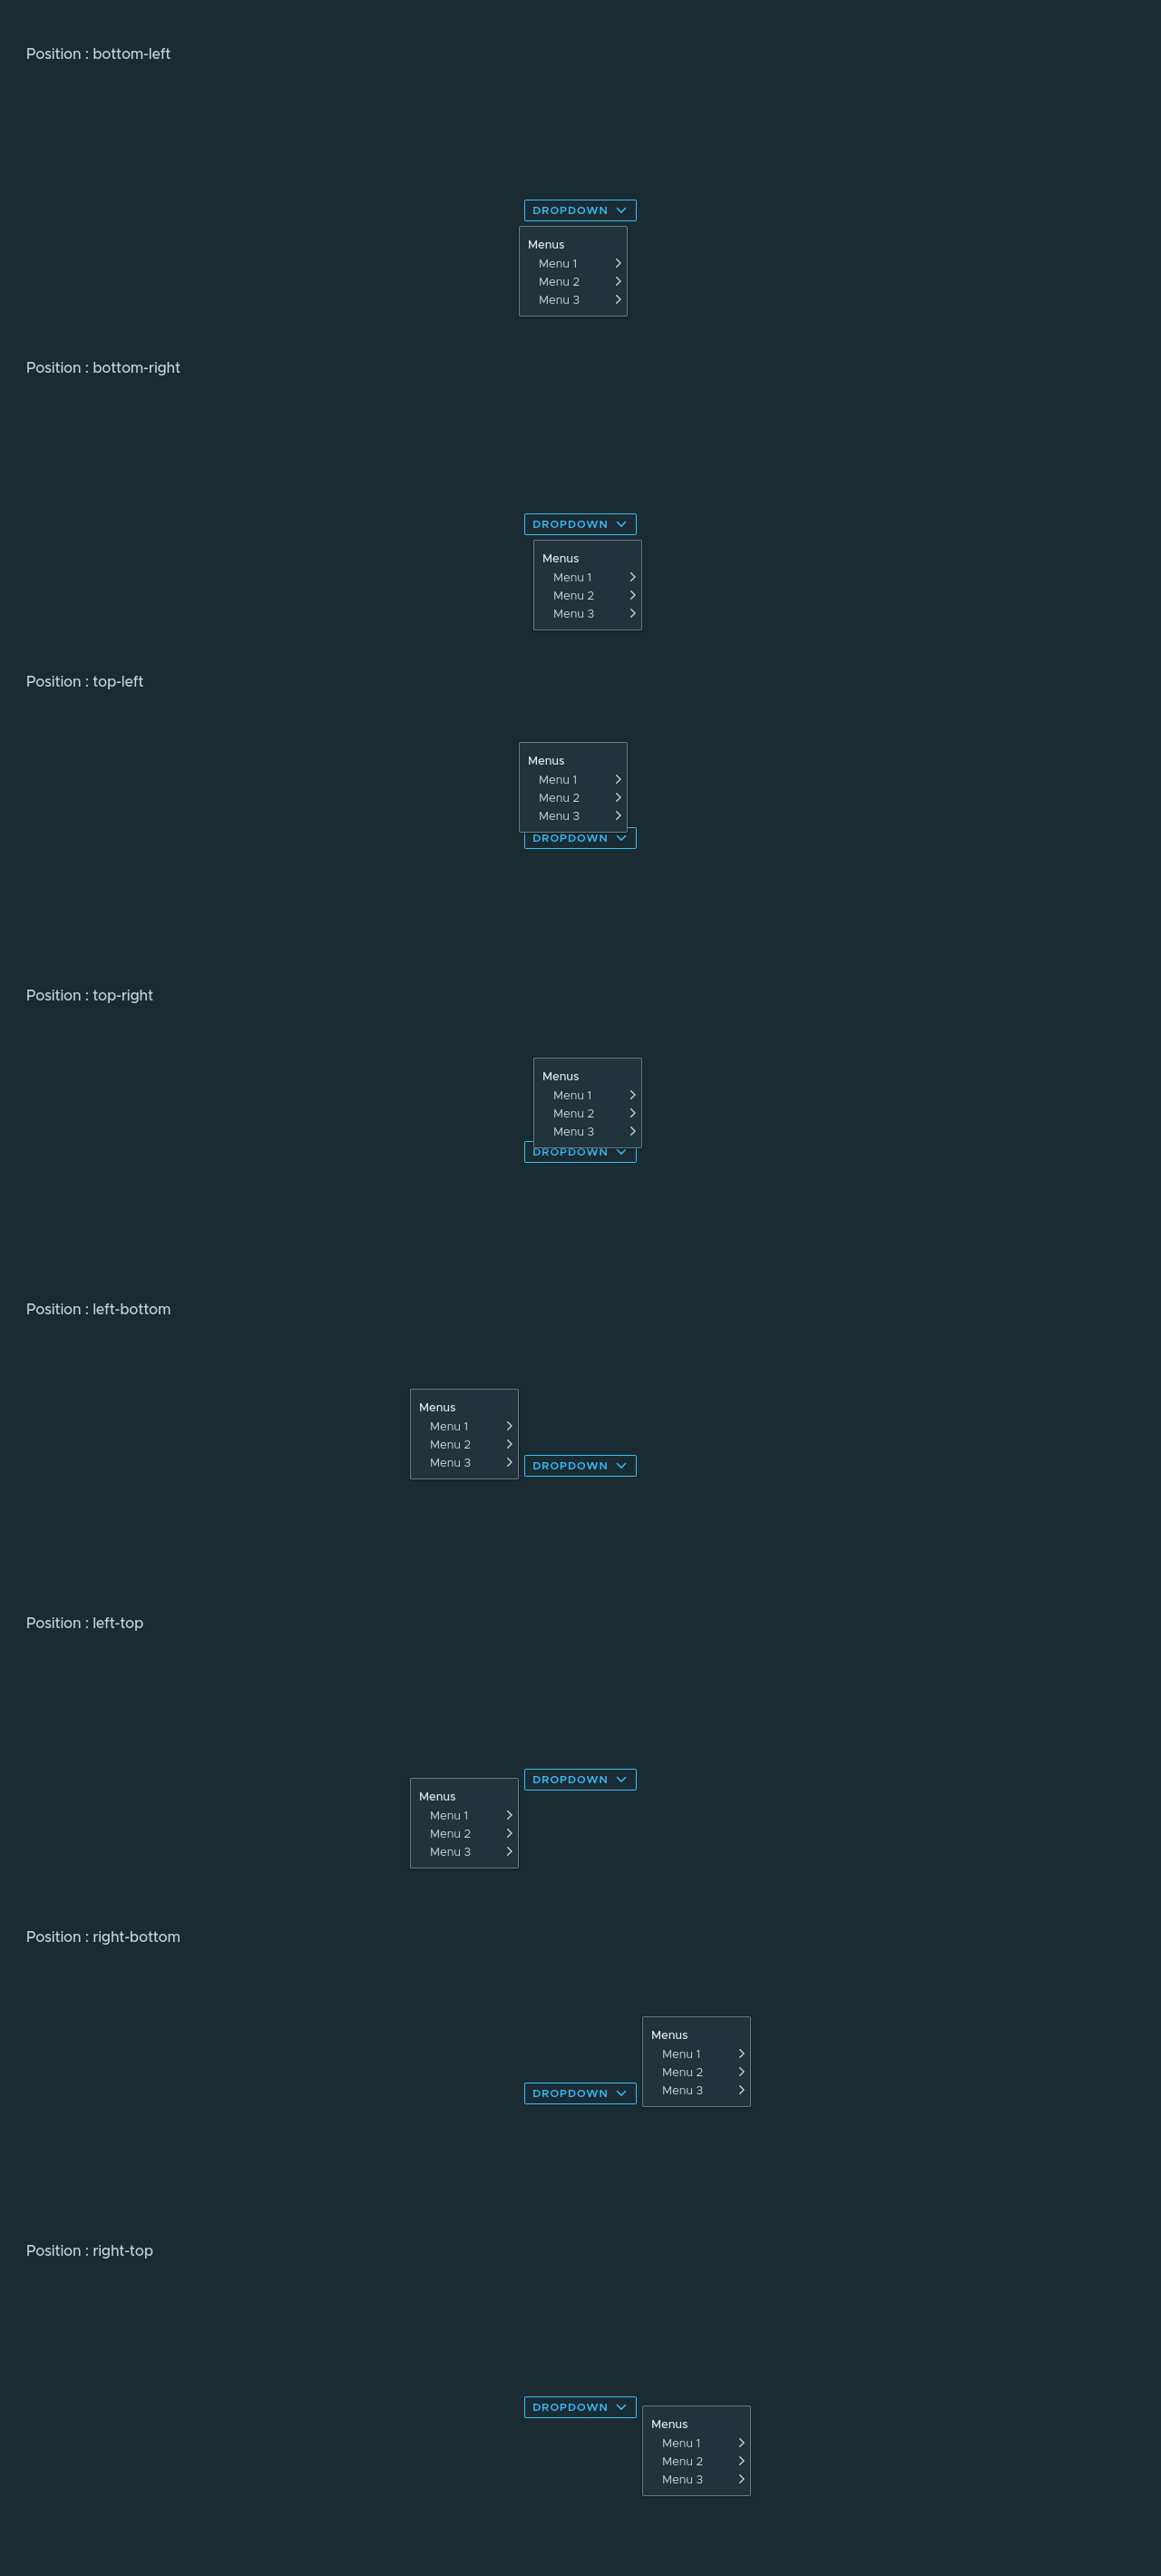 Position : bottom-left
DROPDOWN
Menus
Menu 1
Menu 2
Menu 3
Position : bottom-right
DROPDOWN
Menus
Menu 1
Menu 2
Menu 3
Position : top-left
Menus
Menu 1
Menu 2
Menu 3
DROPDOWN
Position : top-right
Menus
Menu 1
Menu 2
Menu 3
DROPDOWN
Position : left-bottom
Menus
Menu 1
Menu 2
Menu 3
DROPDOWN
Position : left-top
DROPDOWN
Menus
Menu 1
Menu 2
Menu 3
Position : right-bottom
Menus
Menu 1
Menu 2
Menu 3
DROPDOWN
Position : right-top
DROPDOWN
Menus
Menu 1
Menu 2
Menu 3